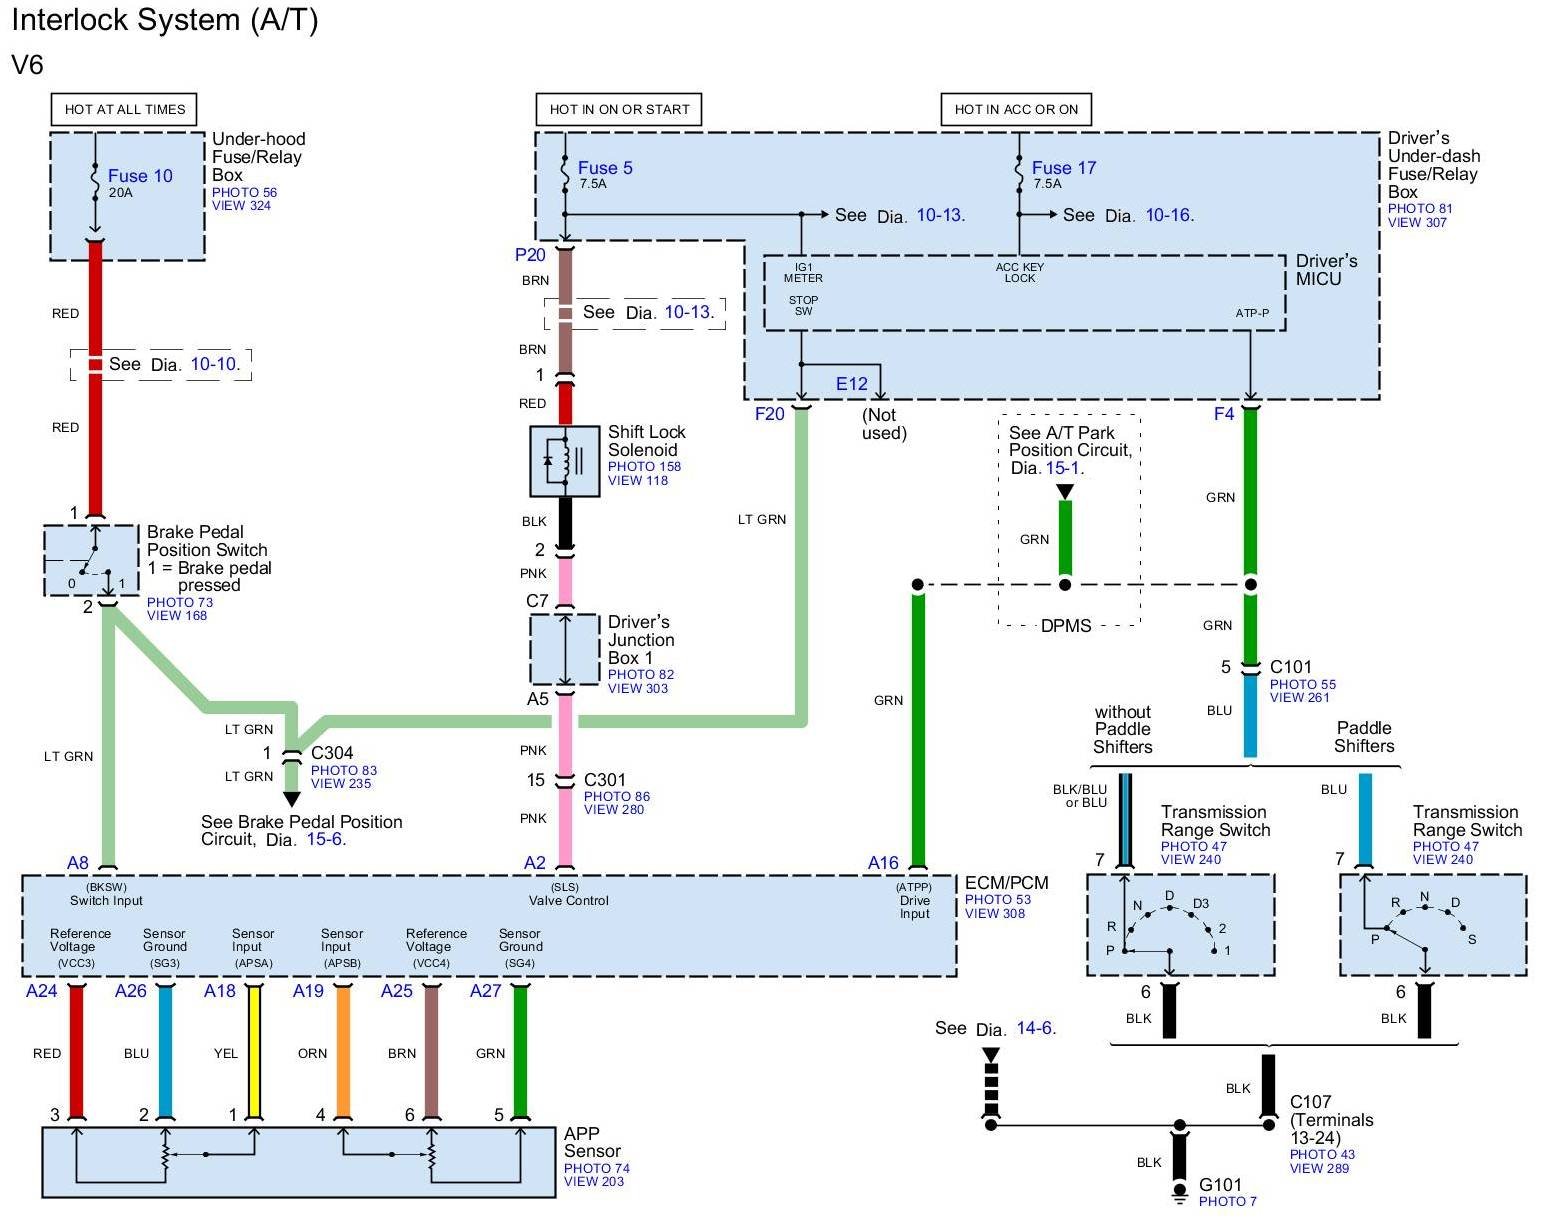 Interlock System (A/T)
V6
HOT AT ALL TIMES
HOT IN ON OR START
HOT IN ACC OR ON
Fuse 10
20A
Under-hood
Fuse/Relay
Box
PHOTO 56
VIEW 324
Fuse 5
7.5A
Fuse 17
7.5A
Driver's
Under-dash
Fuse/Relay
Box
PHOTO 81
VIEW 307
See Dia. 10-13.
See Dia. 10-16.
P20
BRN
IG1
METER
STOP
SW
ACC KEY
LOCK
ATP-P
Driver's
MICU
RED
See Dia. 10-13.
BRN
1
RED
See Dia. 10-10.
RED
F20
E12
(Not
used)
F4
Shift Lock
Solenoid
PHOTO 158
VIEW 118
See A/T Park
Position Circuit,
Dia. 15-1.
GRN
DPMS
GRN
LT GRN
BLK
2
PNK
C7
1
0
1
2
Brake Pedal
Position Switch
1 = Brake pedal
pressed
PHOTO 73
VIEW 168
Driver's
Junction
Box 1
PHOTO 82
VIEW 303
A5
GRN
5
C101
PHOTO 55
VIEW 261
BLU
GRN
LT GRN
LT GRN
1
C304
PHOTO 83
VIEW 235
LT GRN
See Brake Pedal Position
Circuit, Dia. 15-6.
PNK
15
C301
PHOTO 86
VIEW 280
PNK
without
Paddle
Shifters
Paddle
Shifters
BLK/BLU
or BLU
BLU
Transmission
Range Switch
PHOTO 47
VIEW 240
Transmission
Range Switch
PHOTO 47
VIEW 240
7
7
A8
A2
A16
(BKSW)
Switch Input
(SLS)
Valve Control
(ATPP)
Drive
Input
ECM/PCM
PHOTO 53
VIEW 308
P
R
N
D
D3
2
1
P
R
N
D
S
Reference
Voltage
(VCC3)
Sensor
Ground
(SG3)
Sensor
Input
(APSA)
Sensor
Input
(APSB)
Reference
Voltage
(VCC4)
Sensor
Ground
(SG4)
A24
A26
A18
A19
A25
A27
6
BLK
6
BLK
RED
BLU
YEL
ORN
BRN
GRN
See Dia. 14-6.
BLK
C107
(Terminals
13-24)
PHOTO 43
VIEW 289
3
2
1
4
6
5
APP
Sensor
PHOTO 74
VIEW 203
BLK
G101
PHOTO 7